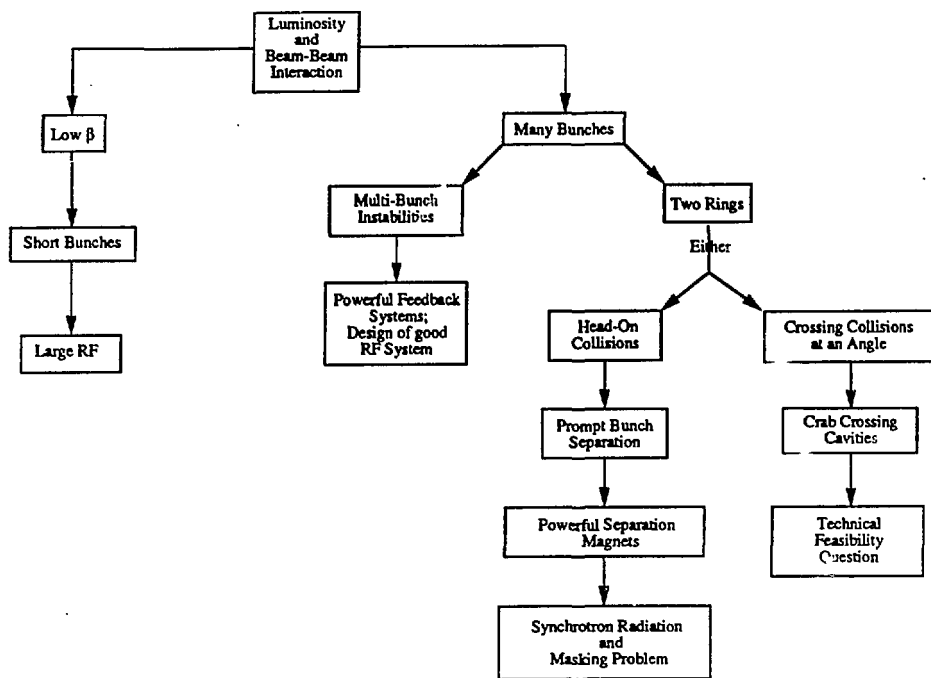 Luminosity
and
Beam-Beam
Interaction
Low β
Many Bunches
Multi-Bunch
Instabilities
Two Rings
Short Bunches
Either
Powerful Feedback
Systems;
Design of good
RF System
Head-On
Collisions
Crossing Collisions
at an Angle
Large RF
Prompt Bunch
Separation
Crab Crossing
Cavities
Powerful Separation
Magnets
Technical
Feasibility
Question
Synchrotron Radiation
and
Masking Problem